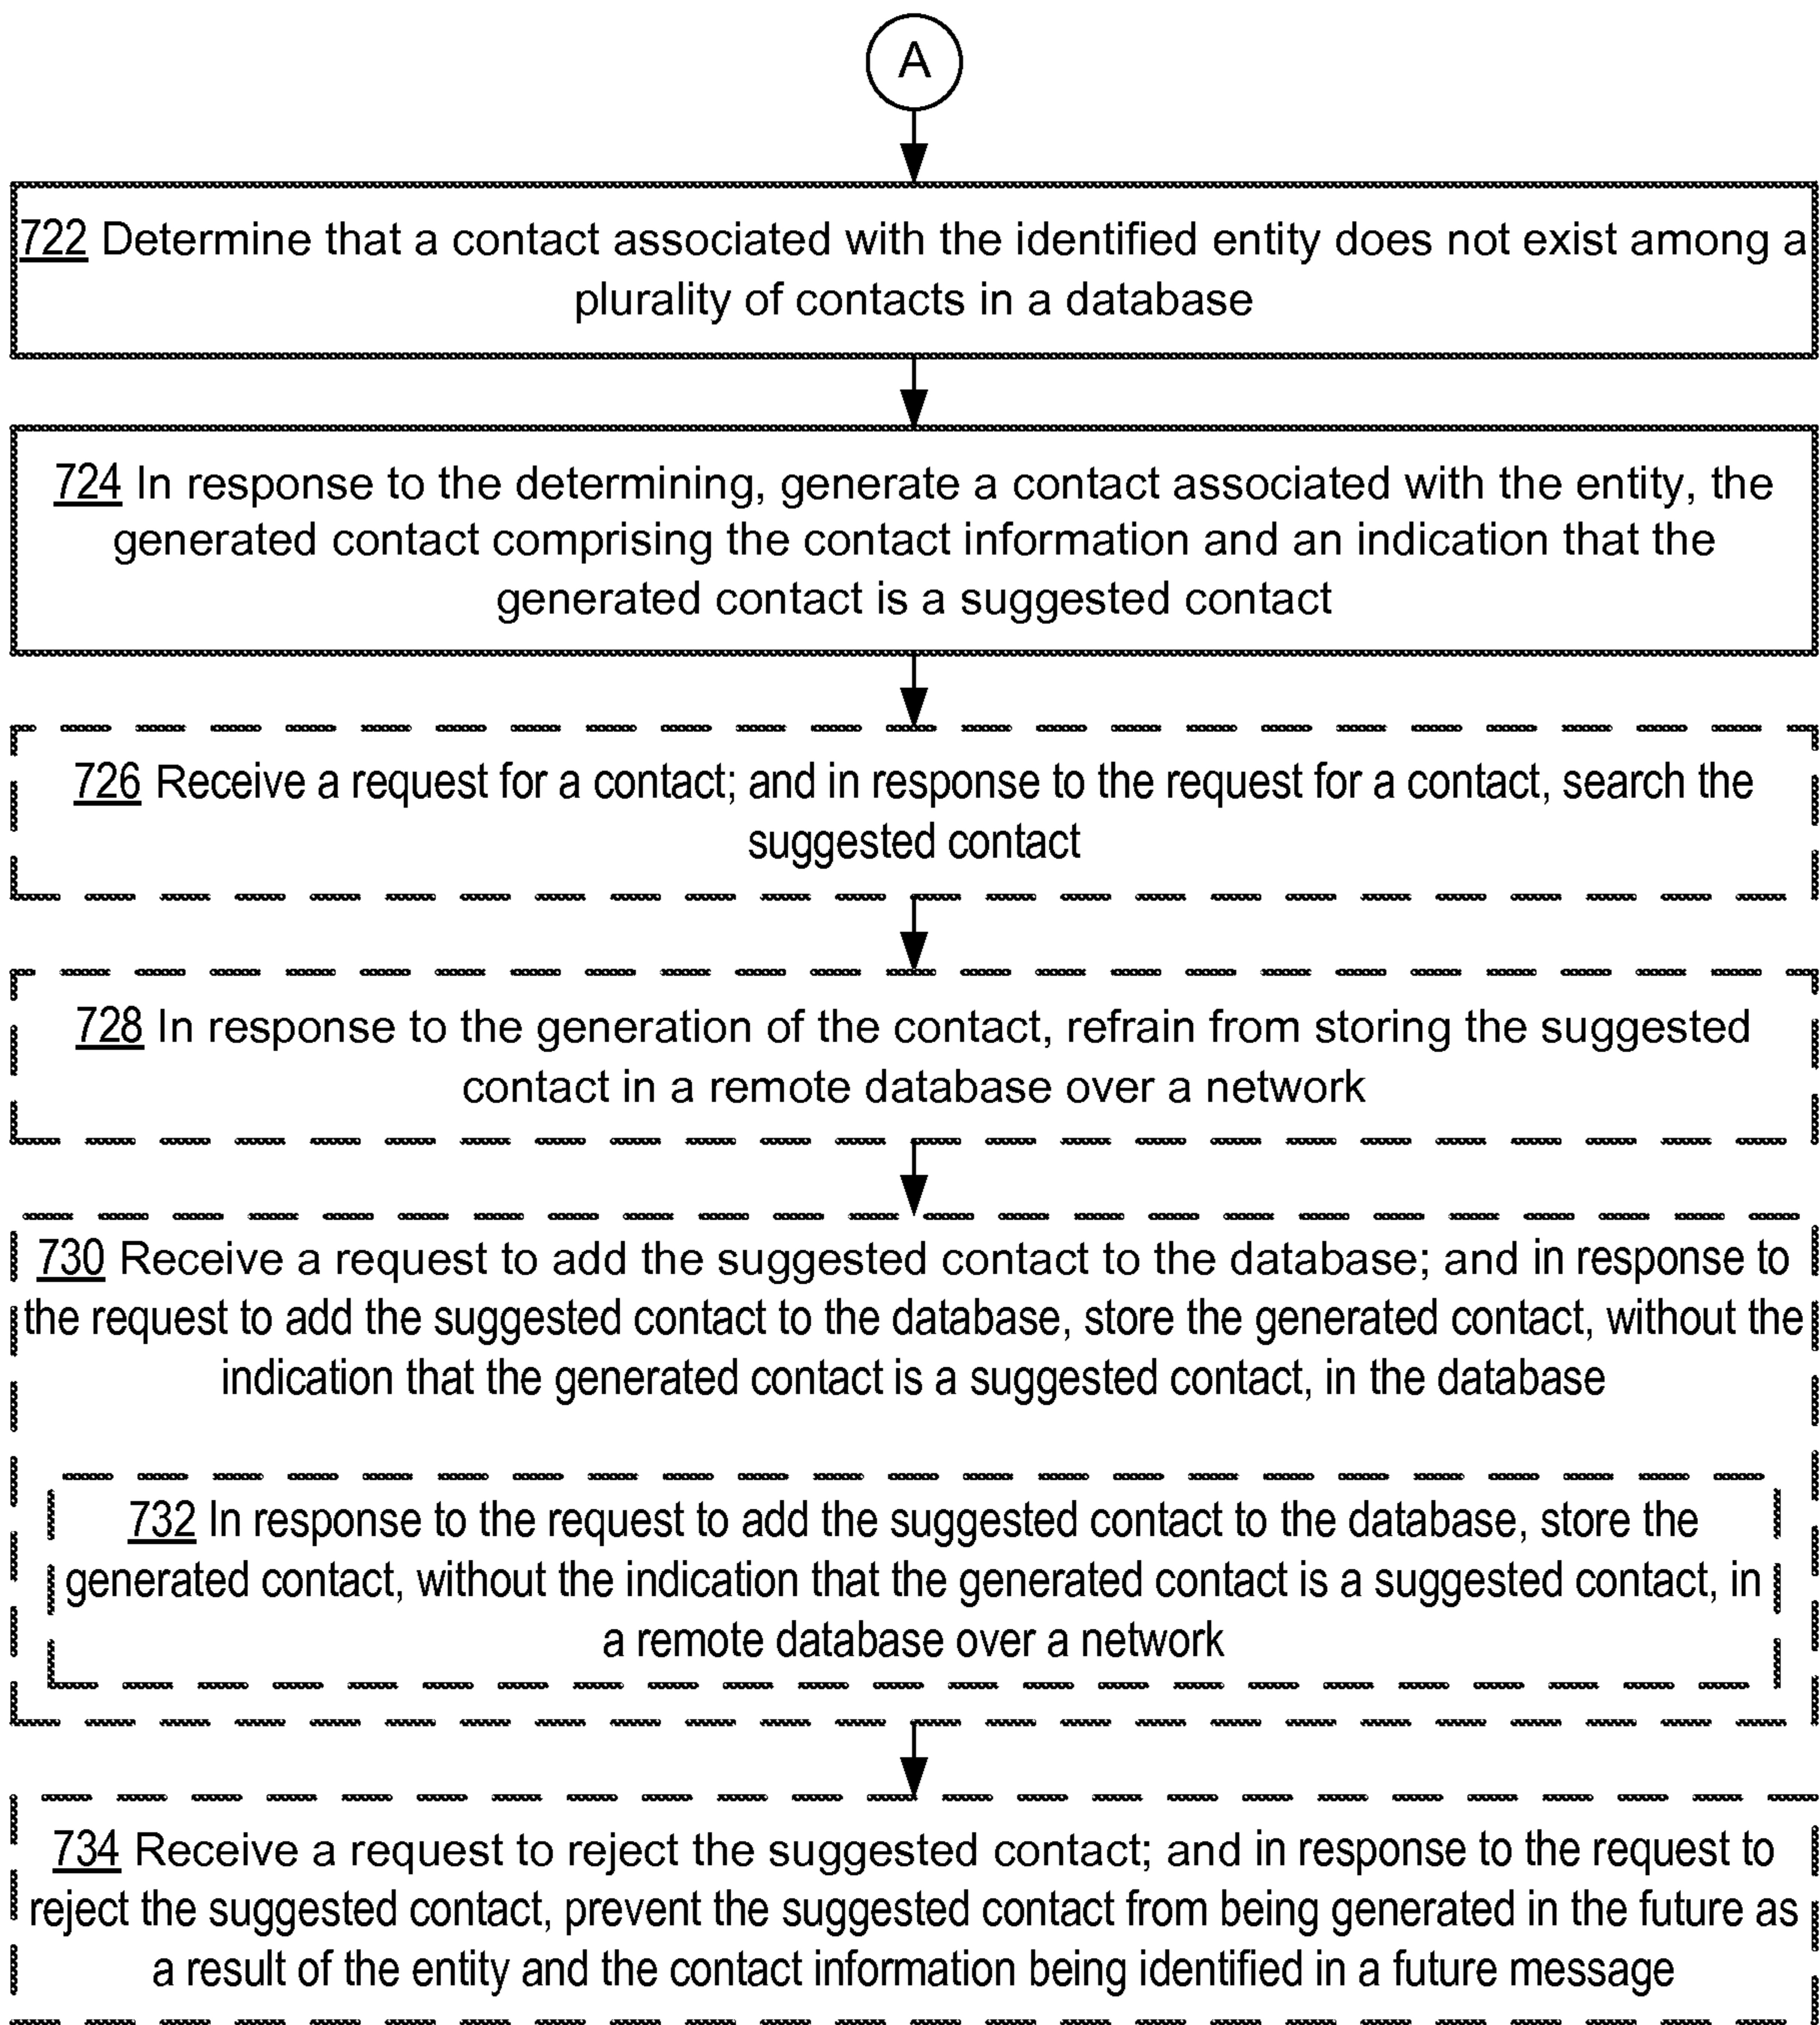 A
722 Determine that a contact associated with the identified entity does not exist among a
plurality of contacts in a database
724 In response to the determining, generate a contact associated with the entity, the
generated contact comprising the contact information and an indication that the
generated contact is a suggested contact
726 Receive a request for a contact; and in response to the request for a contact, search the
suggested contact
728 In response to the generation of the contact, refrain from storing the suggested
contact in a remote database over a network
730 Receive a request to add the suggested contact to the database; and in response to
the request to add the suggested contact to the database, store the generated contact, without the
indication that the generated contact is a suggested contact, in the database
732 In response to the request to add the suggested contact to the database, store the
generated contact, without the indication that the generated contact is a suggested contact, in
a remote database over a network
734 Receive a request to reject the suggested contact; and in response to the request to
reject the suggested contact, prevent the suggested contact from being generated in the future as
a result of the entity and the contact information being identified in a future message